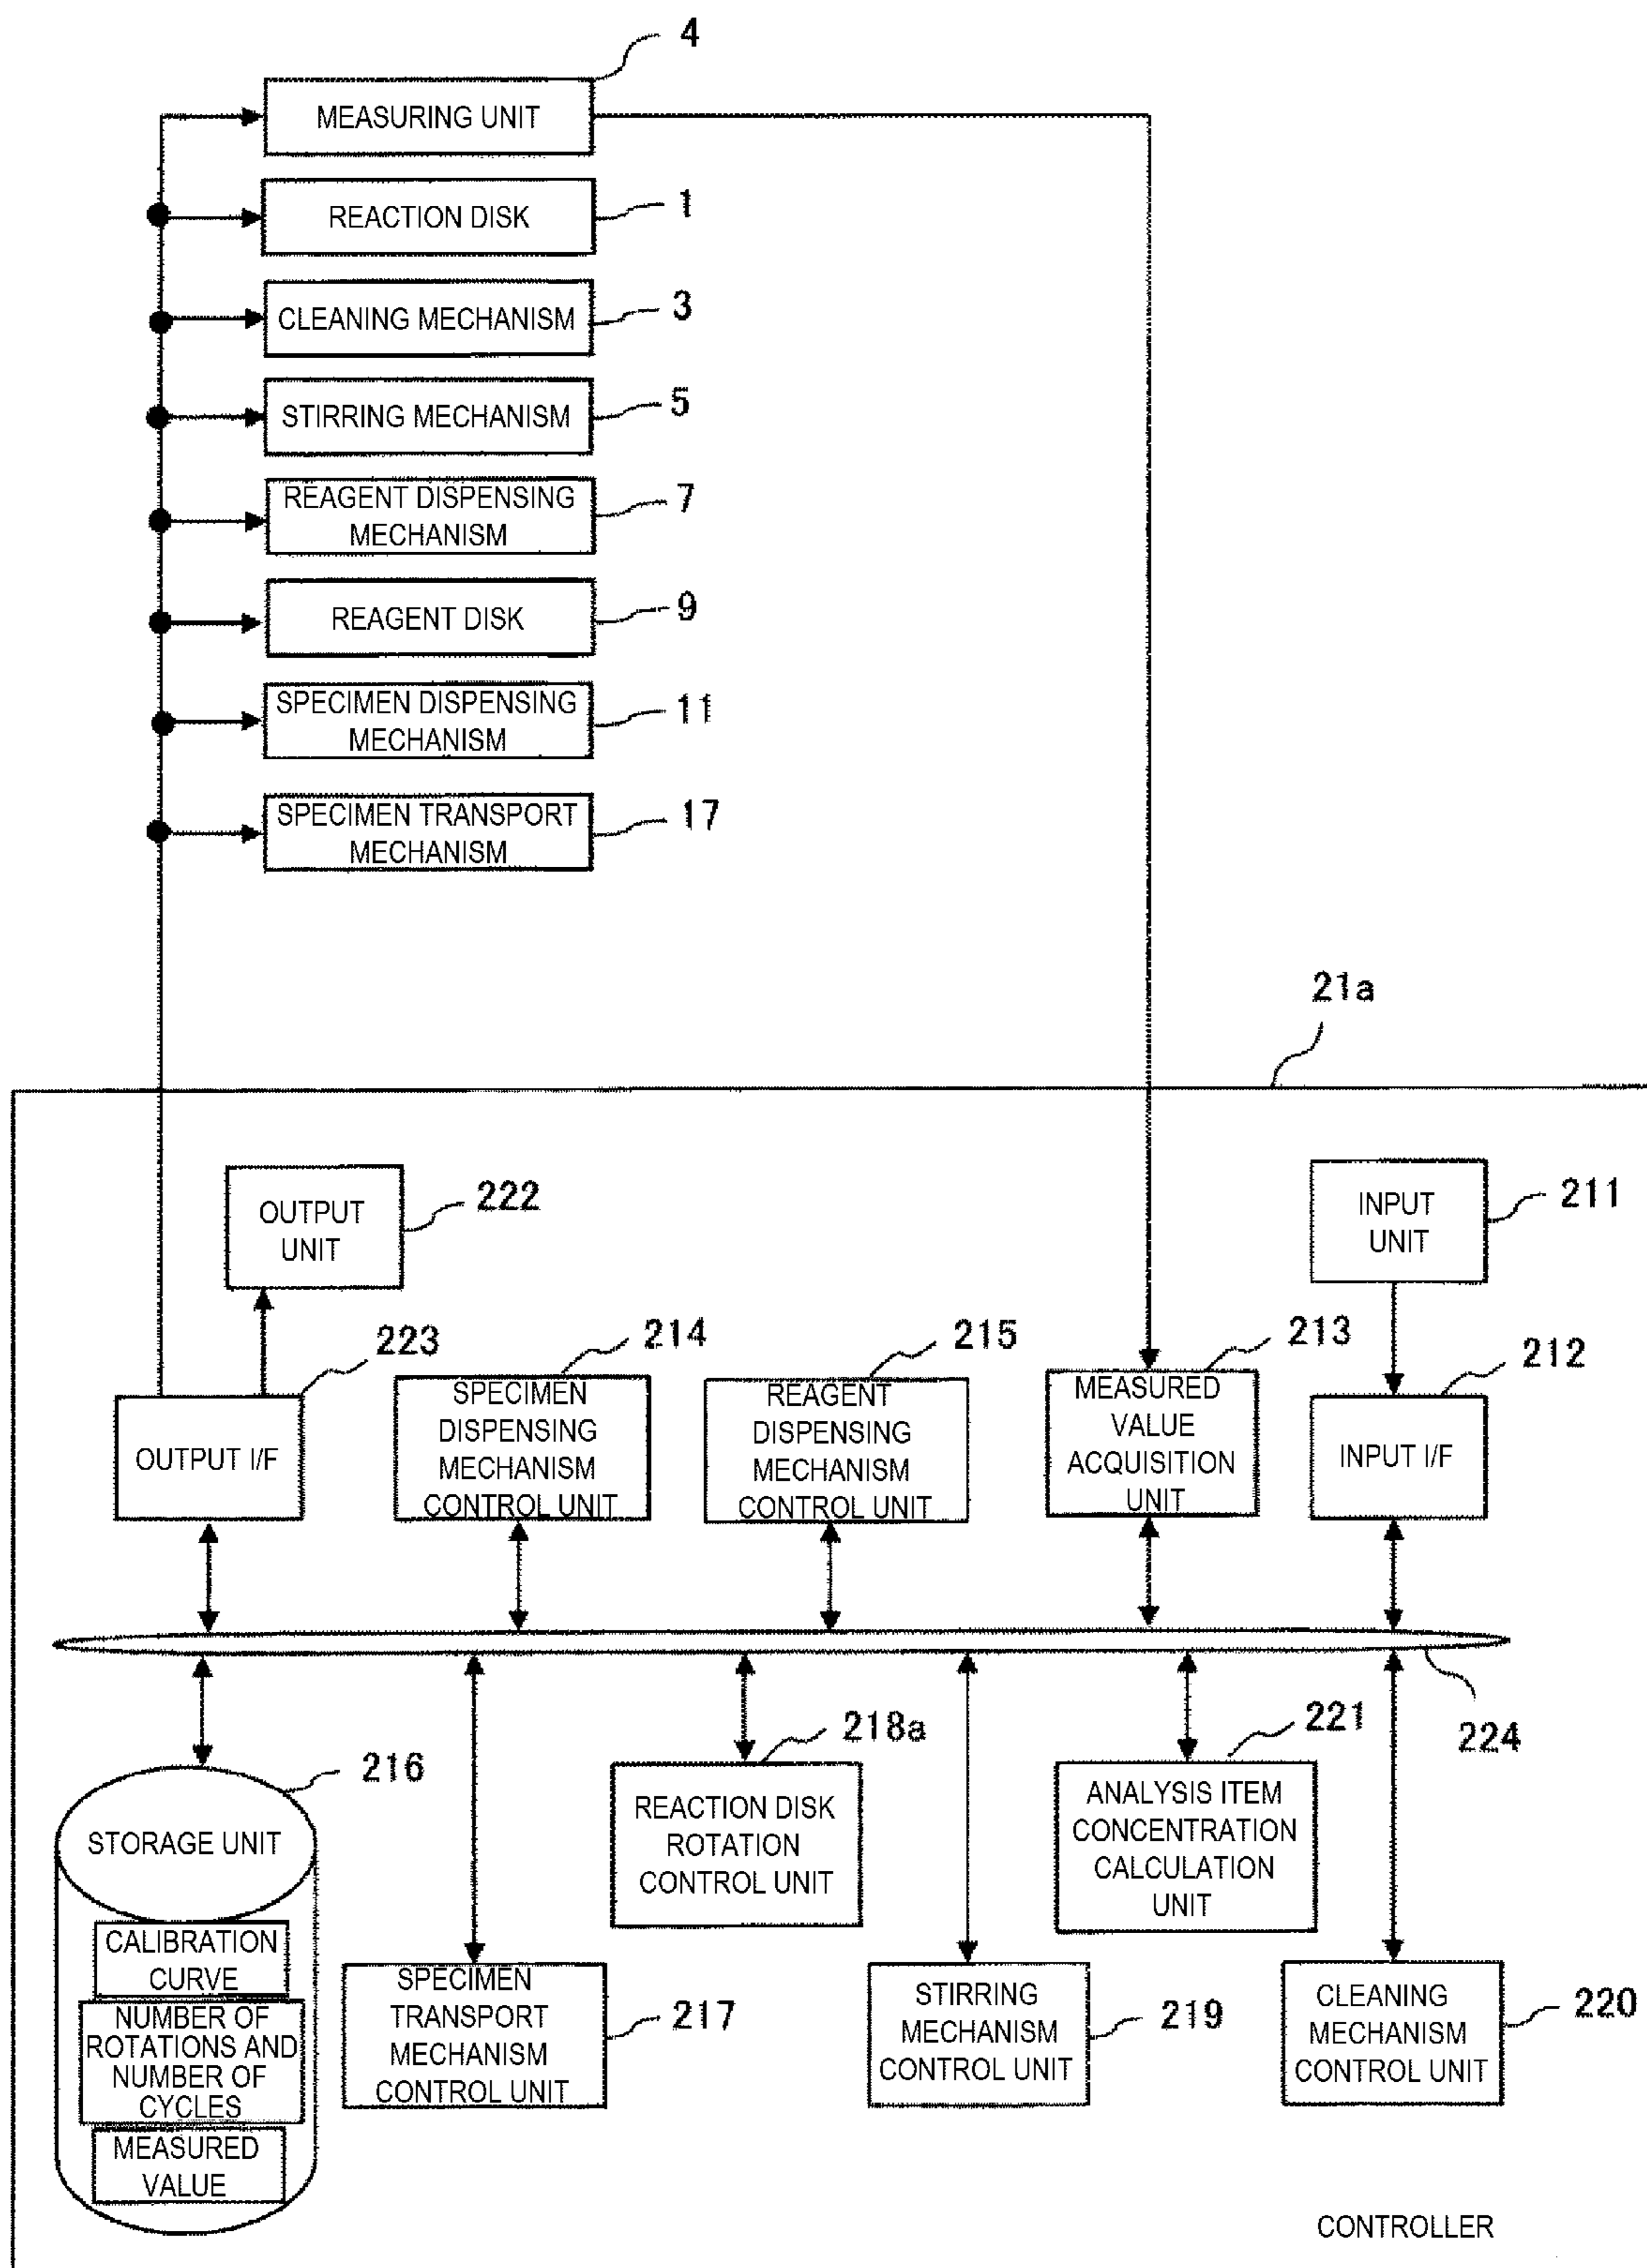 4
MEASURING UNIT
REACTION DISK
1
CLEANING MECHANISM
3
STIRRING MECHANISM
5
REAGENT DISPENSING
MECHANISM
7
REAGENT DISK
9
SPECIMEN DISPENSING
MECHANISM
11
SPECIMEN TRANSPORT
MECHANISM
17
21a
OUTPUT
UNIT
222
INPUT
UNIT
211
223
OUTPUT I/F
214
SPECIMEN
DISPENSING
MECHANISM
CONTROL UNIT
215
REAGENT
DISPENSING
MECHANISM
CONTROL UNIT
213
MEASURED
VALUE
ACQUISITION
UNIT
212
INPUT I/F
224
216
STORAGE UNIT
CALIBRATION
CURVE
NUMBER OF
ROTATIONS AND
NUMBER OF
CYCLES
MEASURED
VALUE
218a
REACTION DISK
ROTATION
CONTROL UNIT
221
ANALYSIS ITEM
CONCENTRATION
CALCULATION
UNIT
SPECIMEN
TRANSPORT
MECHANISM
CONTROL UNIT
217
STIRRING
MECHANISM
CONTROL UNIT
219
CLEANING
MECHANISM
CONTROL UNIT
220
CONTROLLER